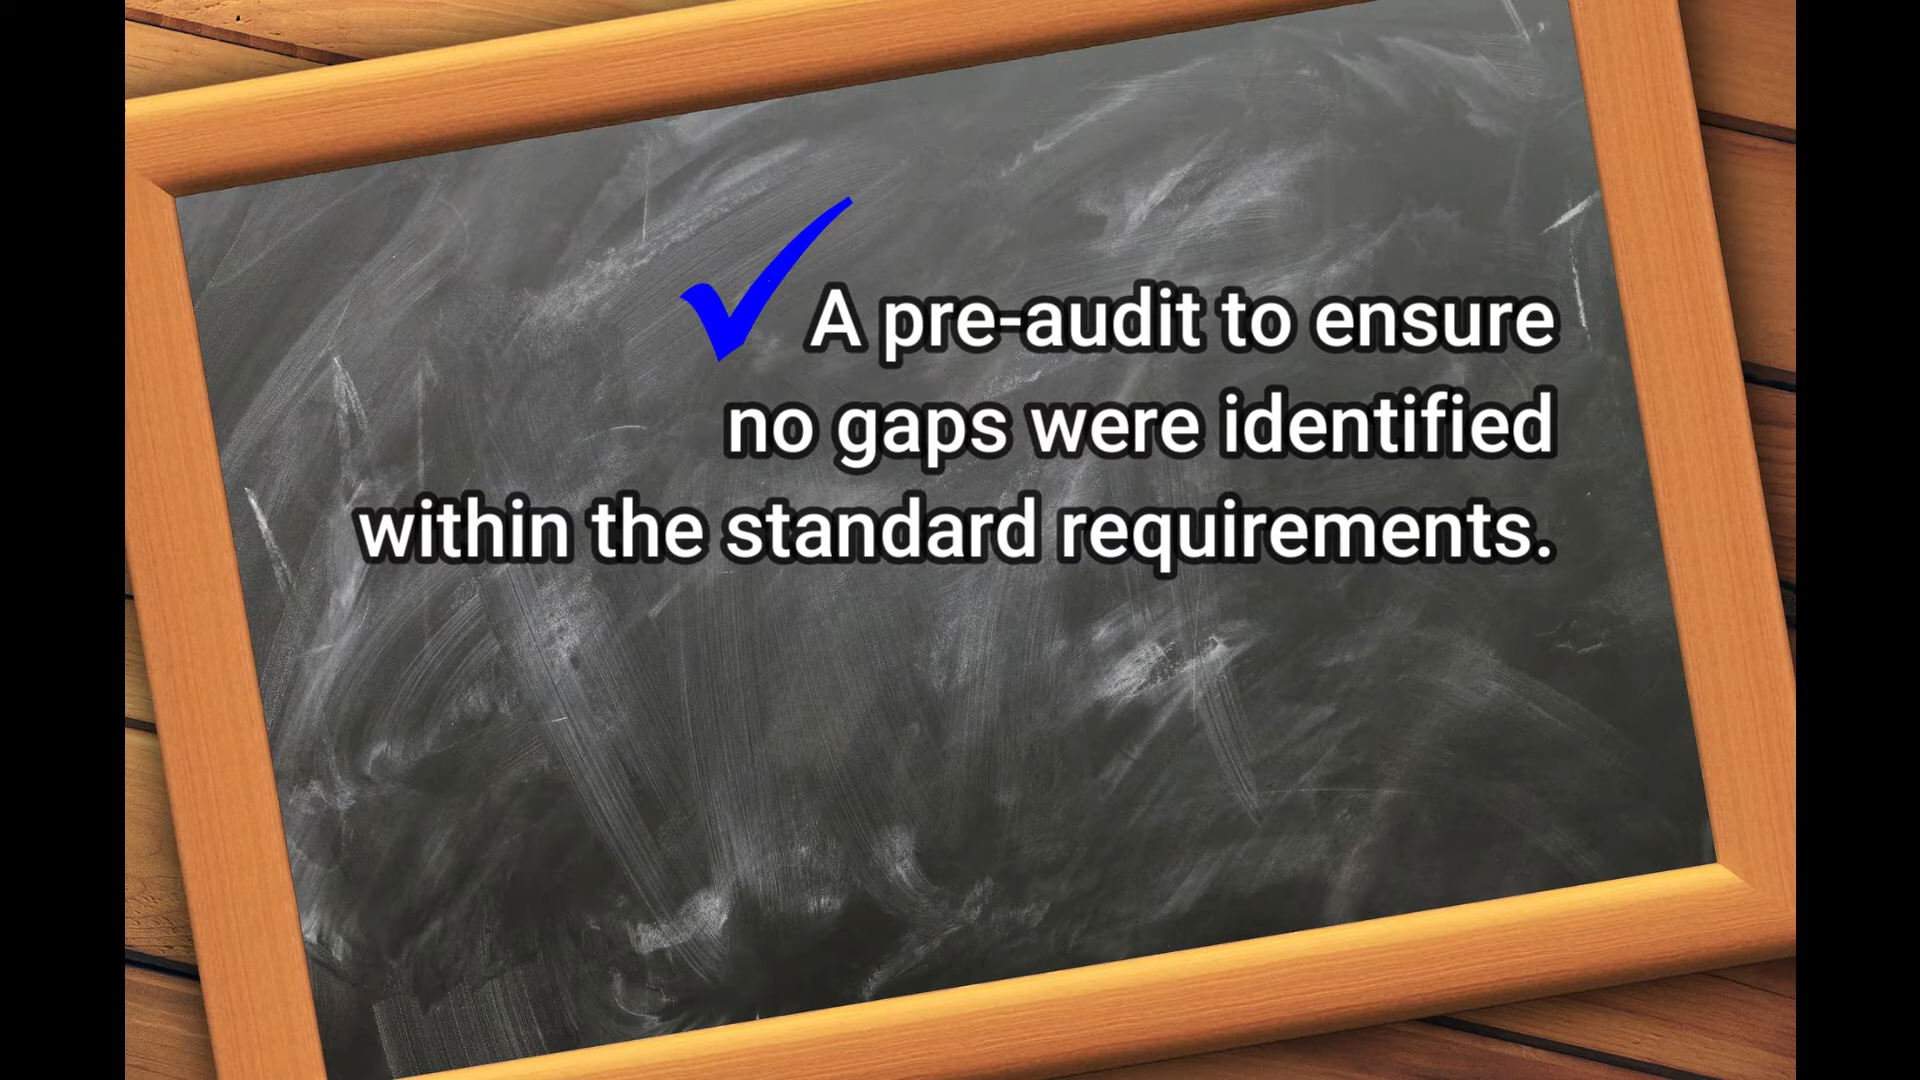 A pre-audit to ensure
no gaps were identified
within the standard requirements.